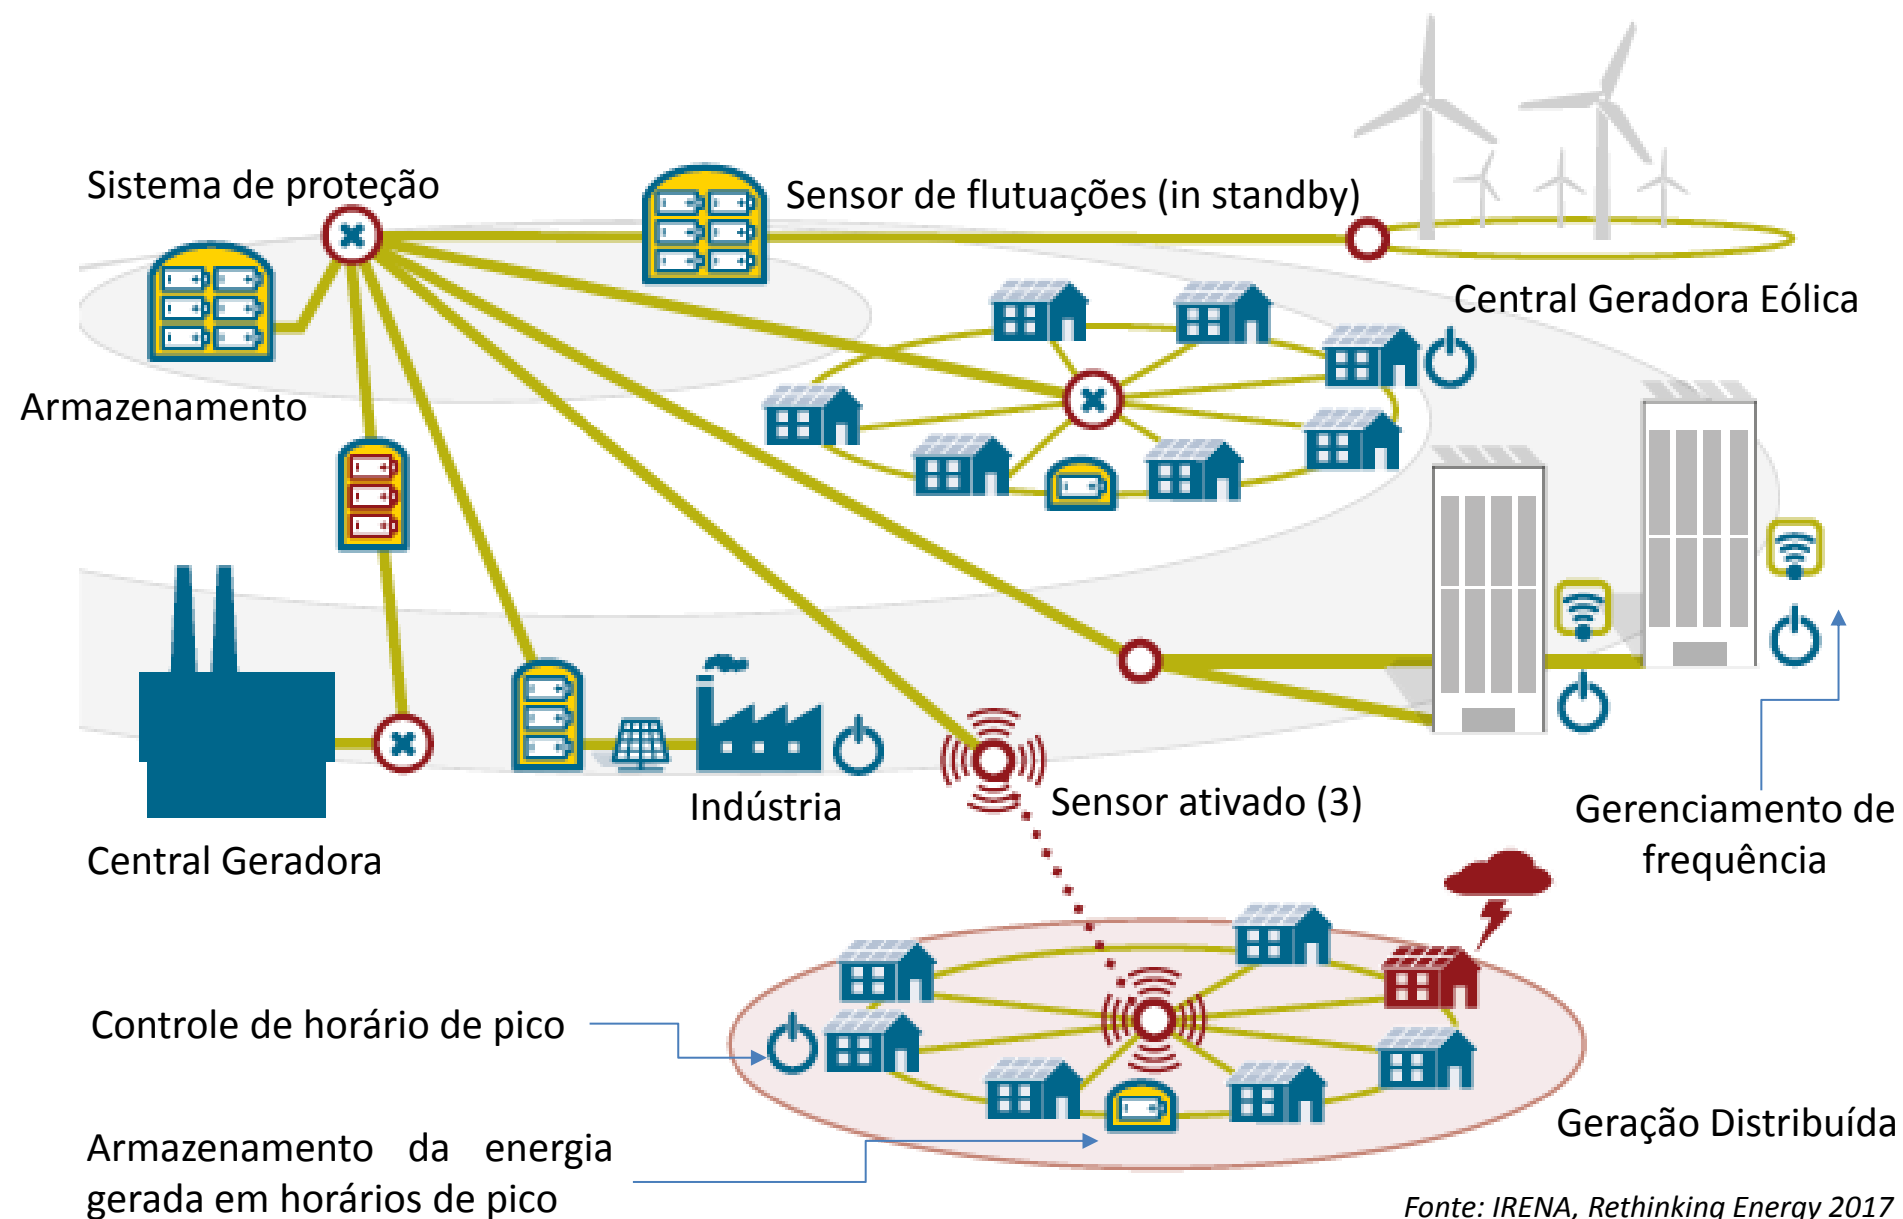 Sistema de proteção
Sensor de flutuações (in standby)
Central Geradora Eólica
Armazenamento
Indústria
Sensor ativado (3)
Gerenciamento de
frequência
Central Geradora
Controle de horário de pico
Geração Distribuída
Armazenamento da energia
gerada em horários de pico
Fonte: IRENA, Rethinking Energy 2017